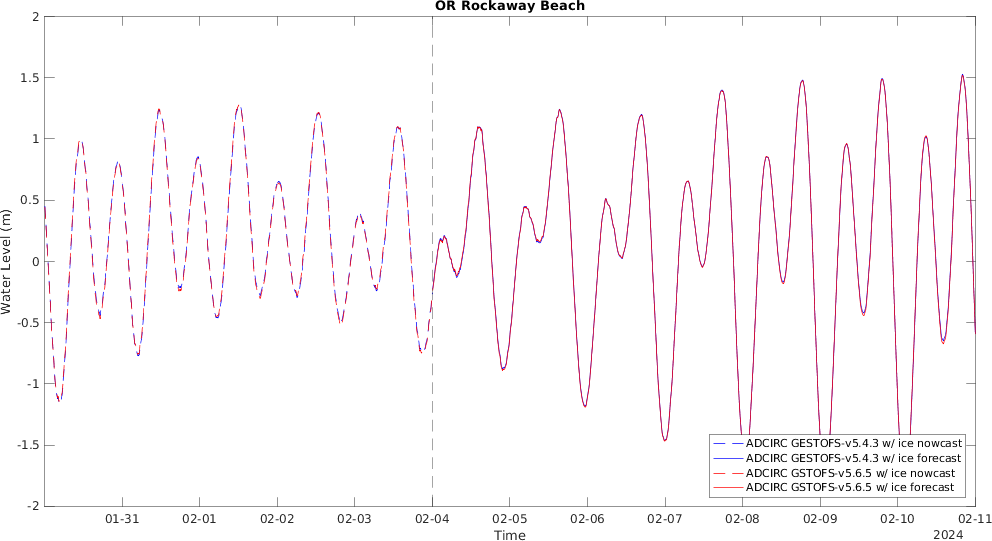 OR Rockaway Beach
2
1.5
1
0.5
0
-0.5
-1
-1.5
-2
Water Level (m)
ADCIRC GESTOFS-v5.4.3 w/ ice nowcast
ADCIRC GESTOFS-v5.4.3 w/ ice forecast
ADCIRC GSTOFS-v5.6.5 w/ ice nowcast
ADCIRC GSTOFS-v5.6.5 w/ ice forecast
01-31 02-01 02-02 02-03 02-04 02-05 02-06 02-07 02-08 02-09 02-10 02-11
Time
2024